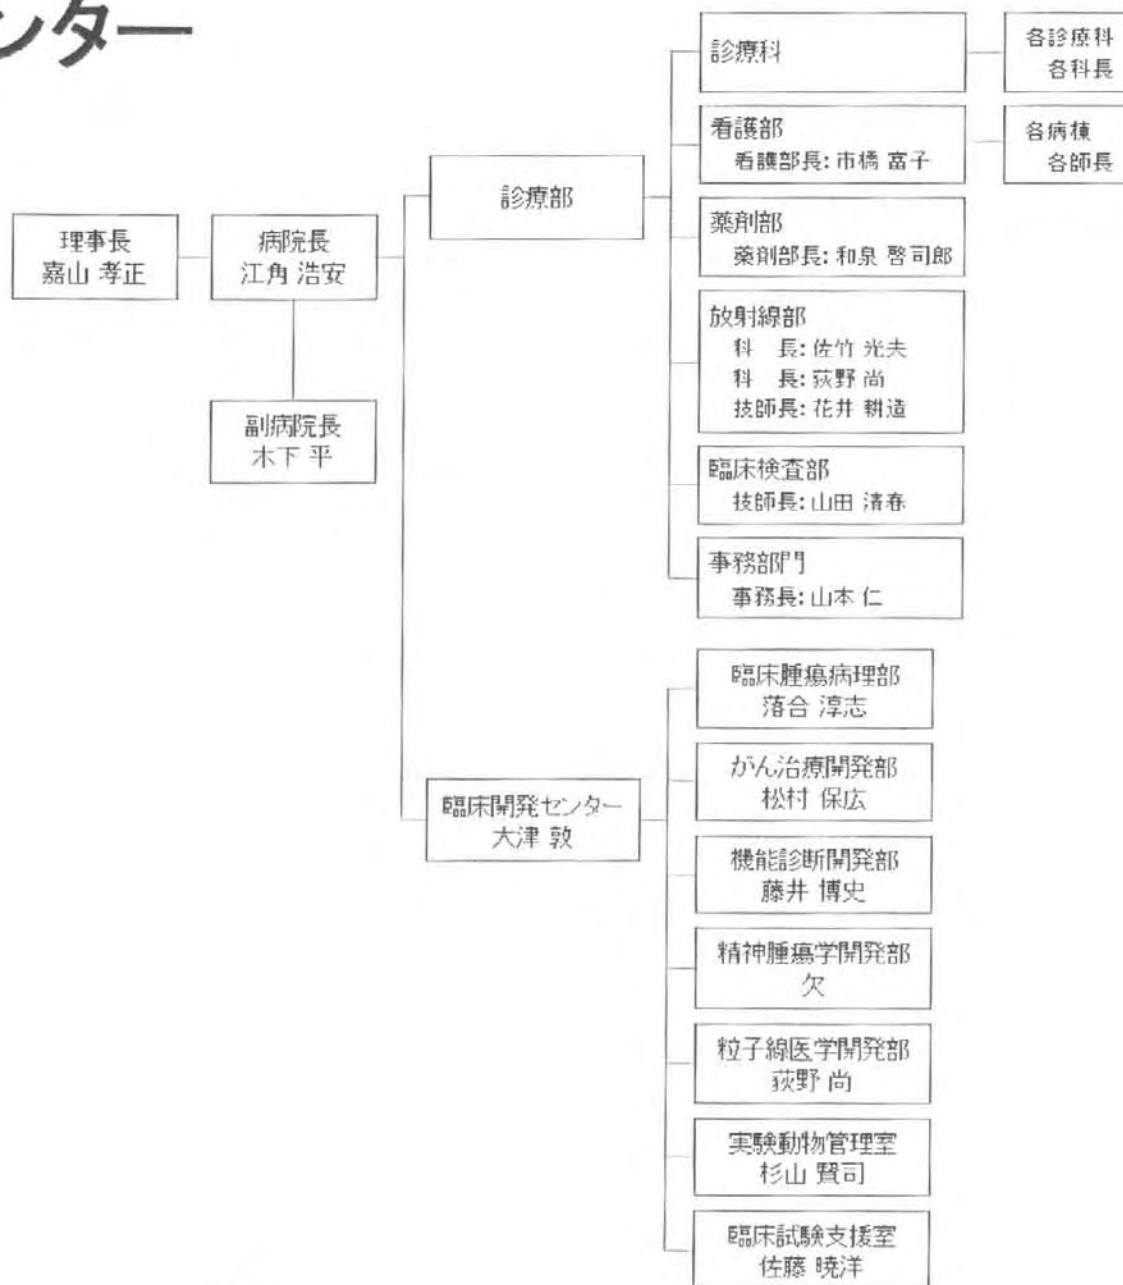 ンター
理事長
嘉山 孝正
病院長
江角 浩安
副病院長
木下 平
診療部
診療科
各診療科
各科長
看護部
看護部長: 市橋 富子
各病棟
各師長
薬剤部
薬剤部長: 和泉 啓司郎
放射線部
科　長: 佐竹 光夫
科　長: 荻野 尚
技師長: 花井 耕造
臨床検査部
技師長: 山田 清春
事務部門
事務長: 山本 仁
臨床開発センター
大津 敦
臨床腫瘍病理部
落合 淳志
がん治療開発部
松村 保広
機能診断開発部
藤井 博史
精神腫瘍学開発部
欠
粒子線医学開発部
荻野 尚
実験動物管理室
杉山 賢司
臨床試験支援室
佐藤 暁洋